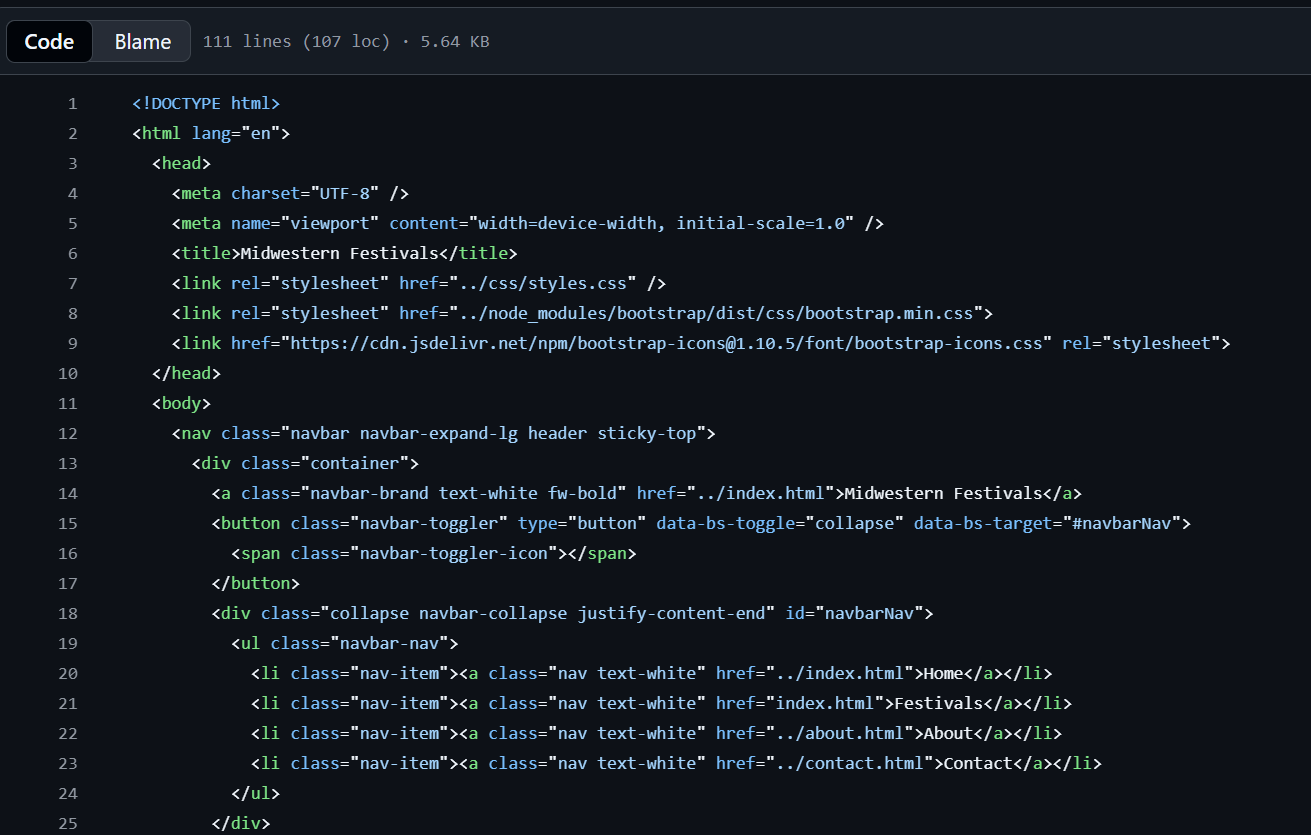 Code Blame 111 lines (107 loc) · 5.64 KB
1 <!DOCTYPE html>
2 <html lang="en">
3 <head>
4 <meta charset="UTF-8" />
5 <meta name="viewport" content="width=device-width, initial-scale=1.0" />
6 <title>Midwestern Festivals</title>
7 <link rel="stylesheet" href="../css/styles.css" />
8 <link rel="stylesheet" href="../node_modules/bootstrap/dist/css/bootstrap.min.css">
9 <link href="https://cdn.jsdelivr.net/npm/bootstrap-icons@1.10.5/font/bootstrap-icons.css" rel="stylesheet">
10 </head>
11 <body>
12 <nav class="navbar navbar-expand-lg header sticky-top">
13 <div class="container">
14 <a class="navbar-brand text-white fw-bold" href="../index.html">Midwestern Festivals</a>
15 <button class="navbar-toggler" type="button" data-bs-toggle="collapse" data-bs-target="#navbarNav">
16 <span class="navbar-toggler-icon"></span>
17 </button>
18 <div class="collapse navbar-collapse justify-content-end" id="navbarNav">
19 <ul class="navbar-nav">
20 <li class="nav-item"><a class="nav text-white" href="../index.html">Home</a></li>
21 <li class="nav-item"><a class="nav text-white" href="index.html">Festivals</a></li>
22 <li class="nav-item"><a class="nav text-white" href="../about.html">About</a></li>
23 <li class="nav-item"><a class="nav text-white" href="../contact.html">Contact</a></li>
24 </ul>
25 </div>